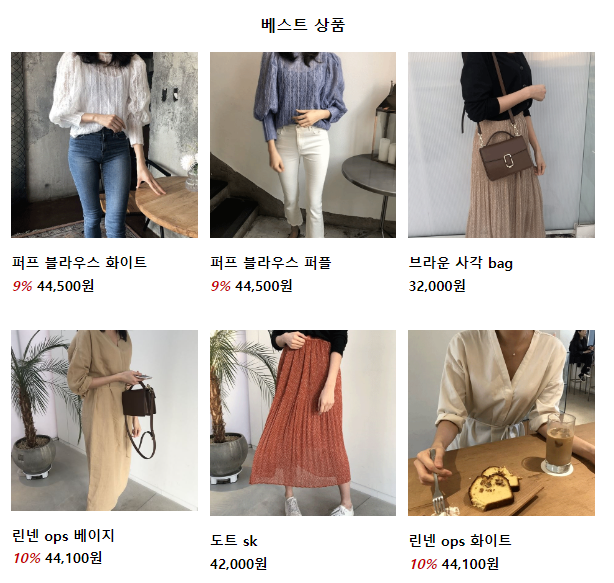 베스트 상품
퍼프 블라우스 화이트
9% 44,500원
퍼프 블라우스 퍼플
9% 44,500원
브라운 사각 bag
32,000원
린넨 ops 베이지
10% 44,100원
도트 sk
42,000원
린넨 ops 화이트
10% 44,100원